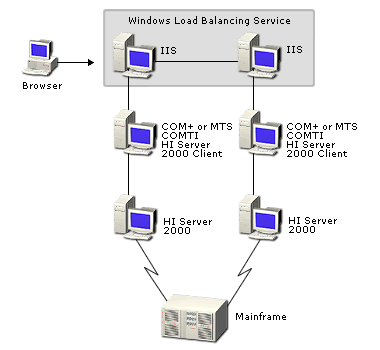 Windows Load Balancing Service
IIS
IIS
Browser
COM+ or MTS
COMTI
HI Server
2000 Client
COM+ or MTS
COMTI
HI Server
2000 Client
HI Server
2000
HI Server
2000
Mainframe